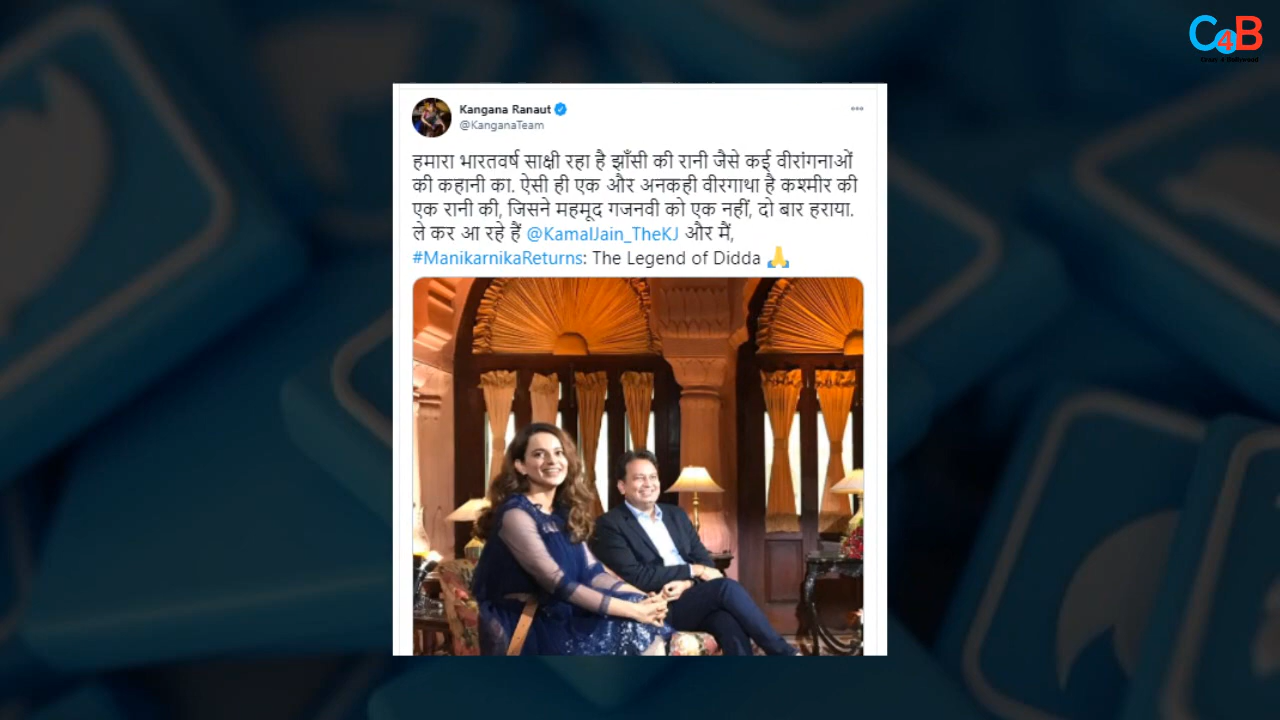 C4B
Kangana Ranaut
@KanganaTeam
हमारा भारतवर्ष साक्षी रहा है झाँसी की रानी जैसे कई वीरांगनाओं
की कहानी का. ऐसी ही एक और अनकही वीरगाथा है कश्मीर की
एक रानी की, जिसने महमूद गजनवी को एक नहीं, दो बार हराया.
ले कर आ रहे हैं @KamalJain_TheKJ और मैं,
#ManikarnikaReturns: The Legend of Didda 🙏